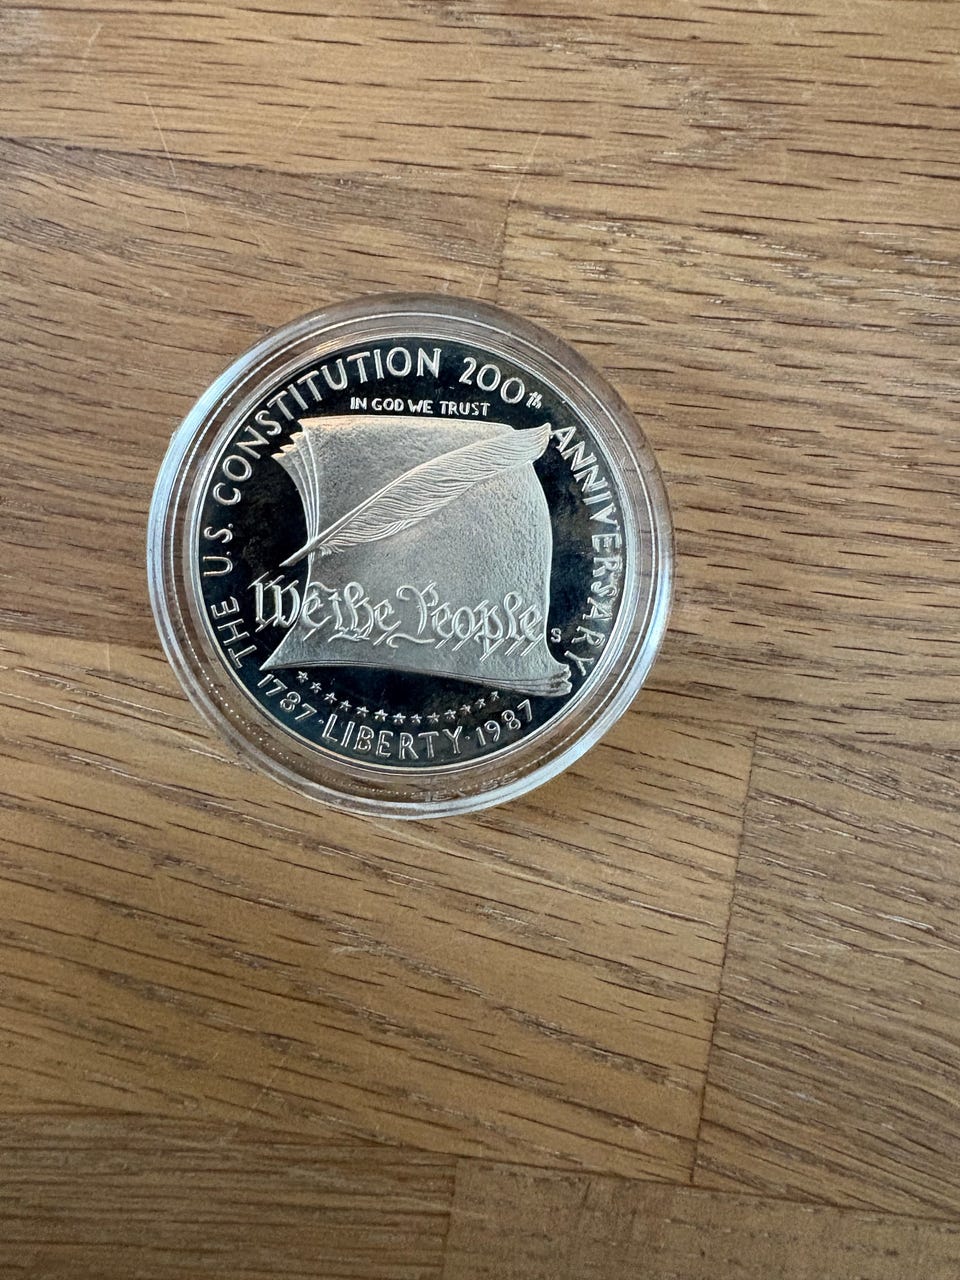 THE U.S. CONSTITUTION 200th ANNIVERSARY
IN GOD WE TRUST
We the People
S
1787·LIBERTY·1987